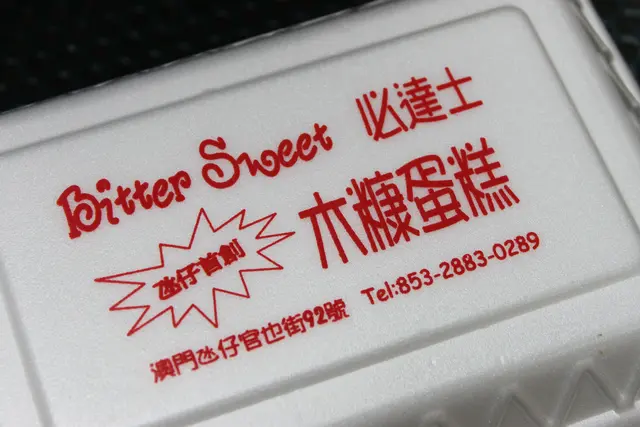 Bitter Sweet 必達士
氹仔首創
木糠蛋糕
澳門氹仔官也街92號 Tel:853-2883-0289